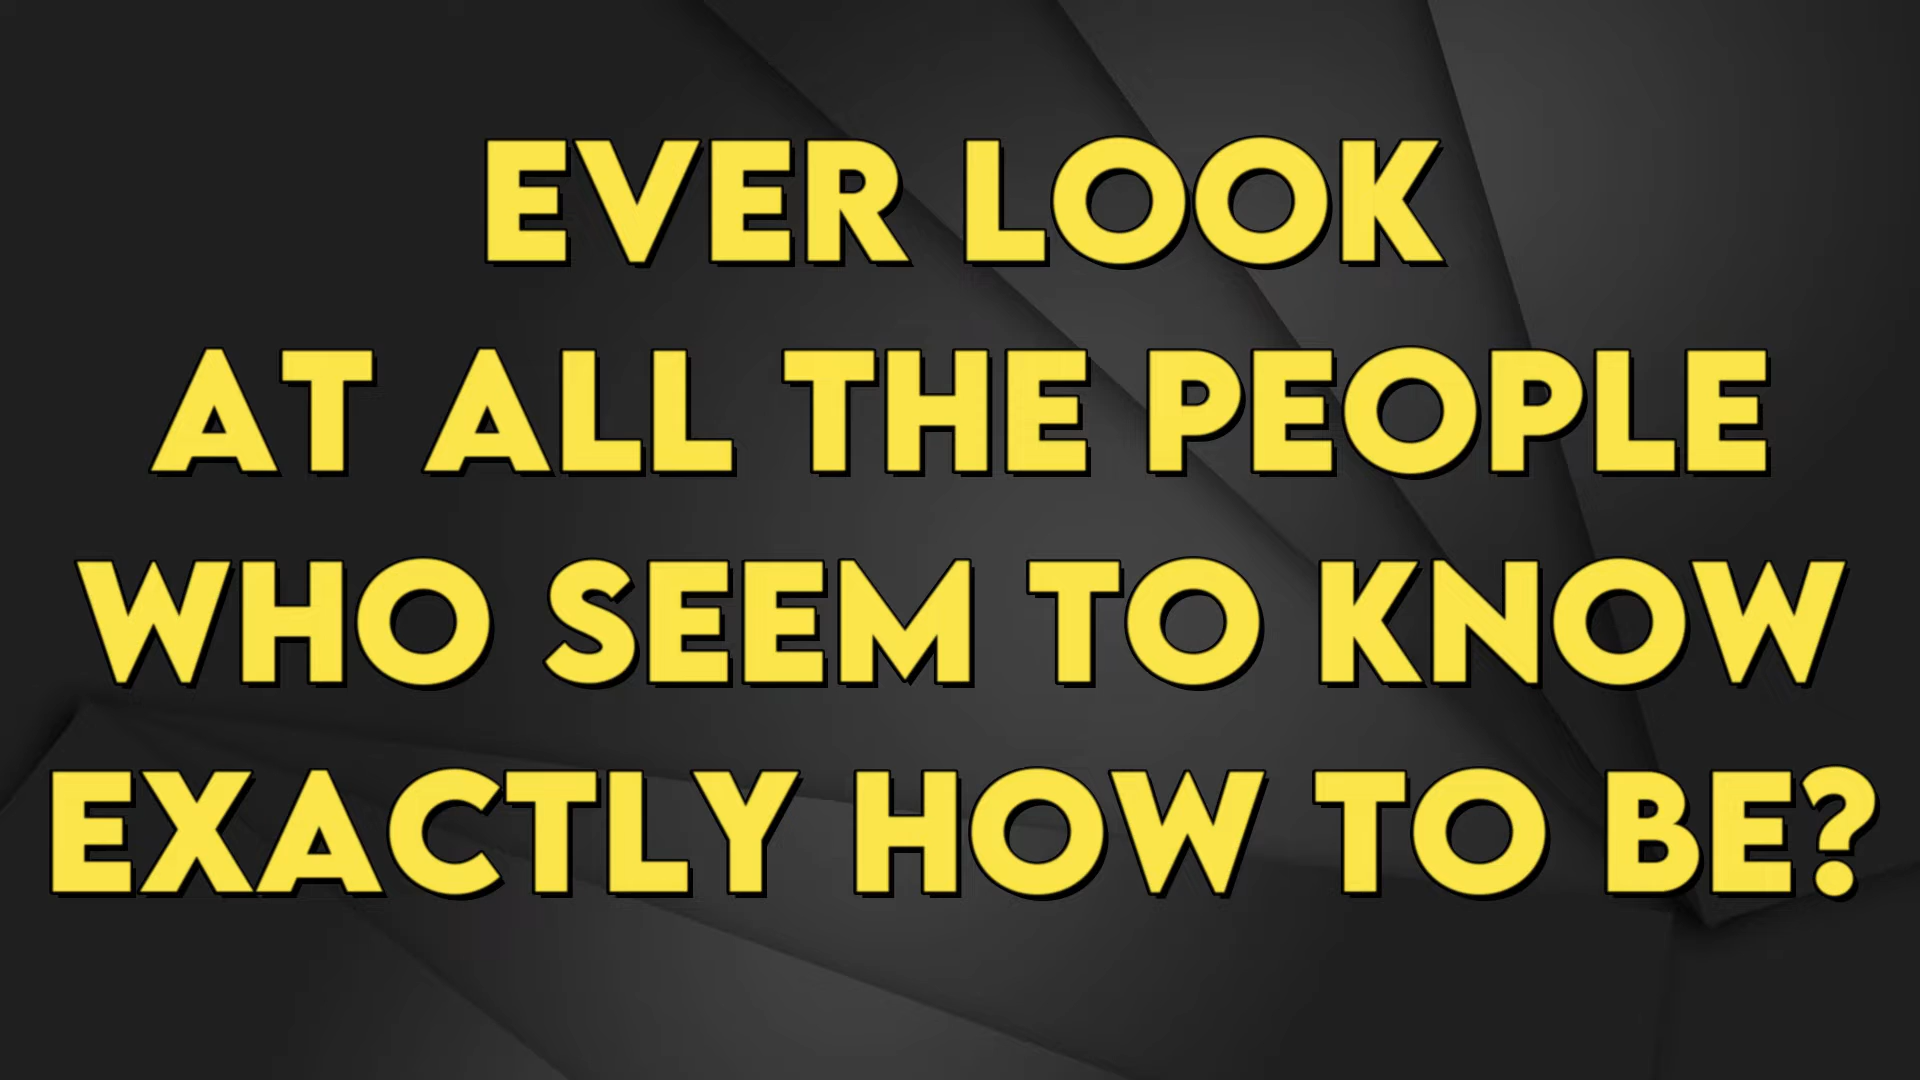 EVER LOOK
AT ALL THE PEOPLE
WHO SEEM TO KNOW
EXACTLY HOW TO BE?